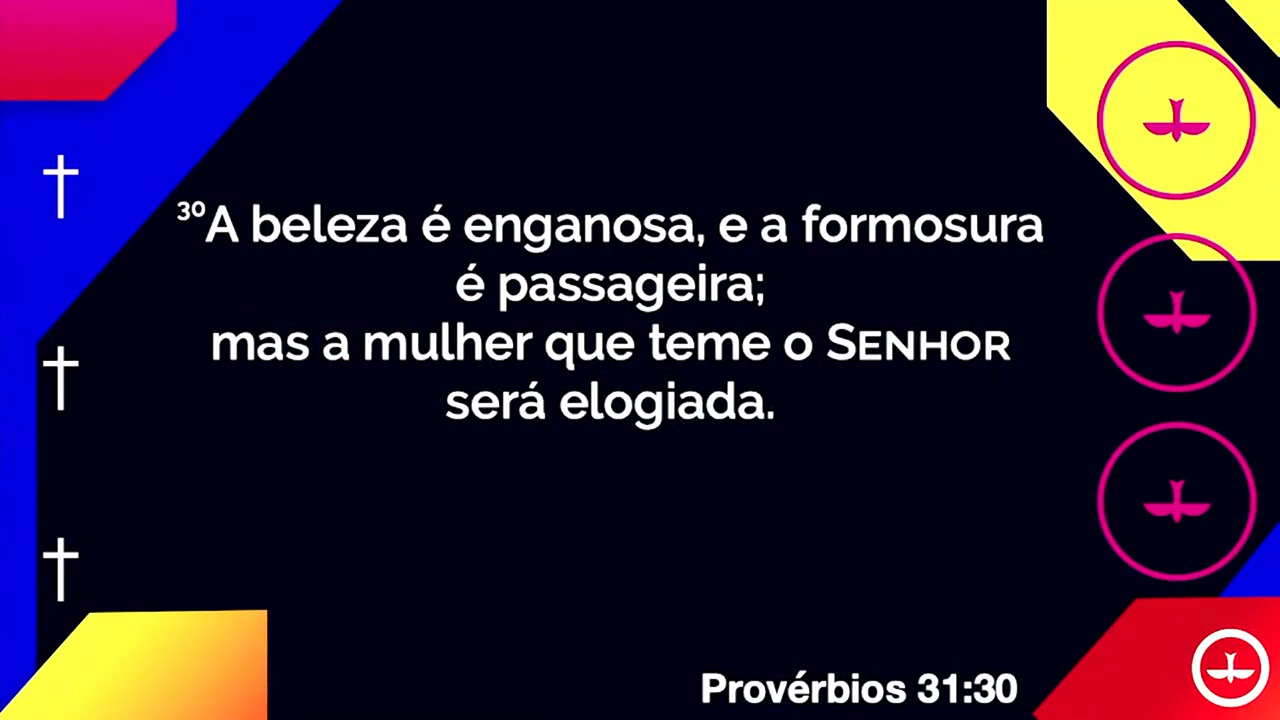 ³⁰A beleza é enganosa, e a formosura
é passageira;
mas a mulher que teme o SENHOR
será elogiada.
Provérbios 31:30